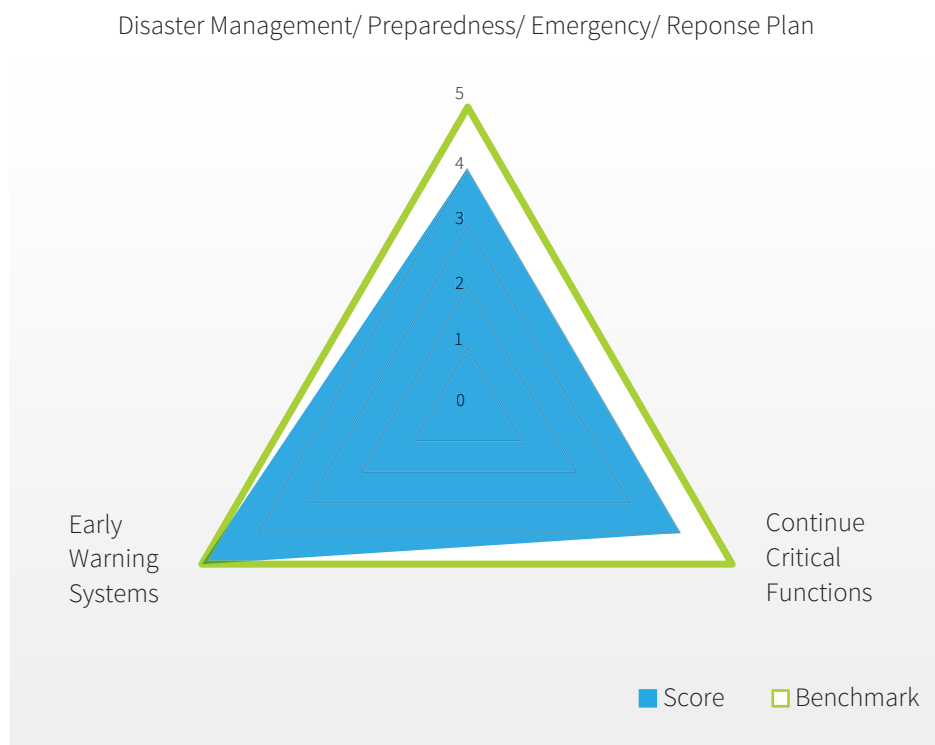 Disaster Management/ Preparedness/ Emergency/ Reponse Plan
5
4
3
2
1
0
Early
Warning
Systems
Continue
Critical
Functions
Score
Benchmark